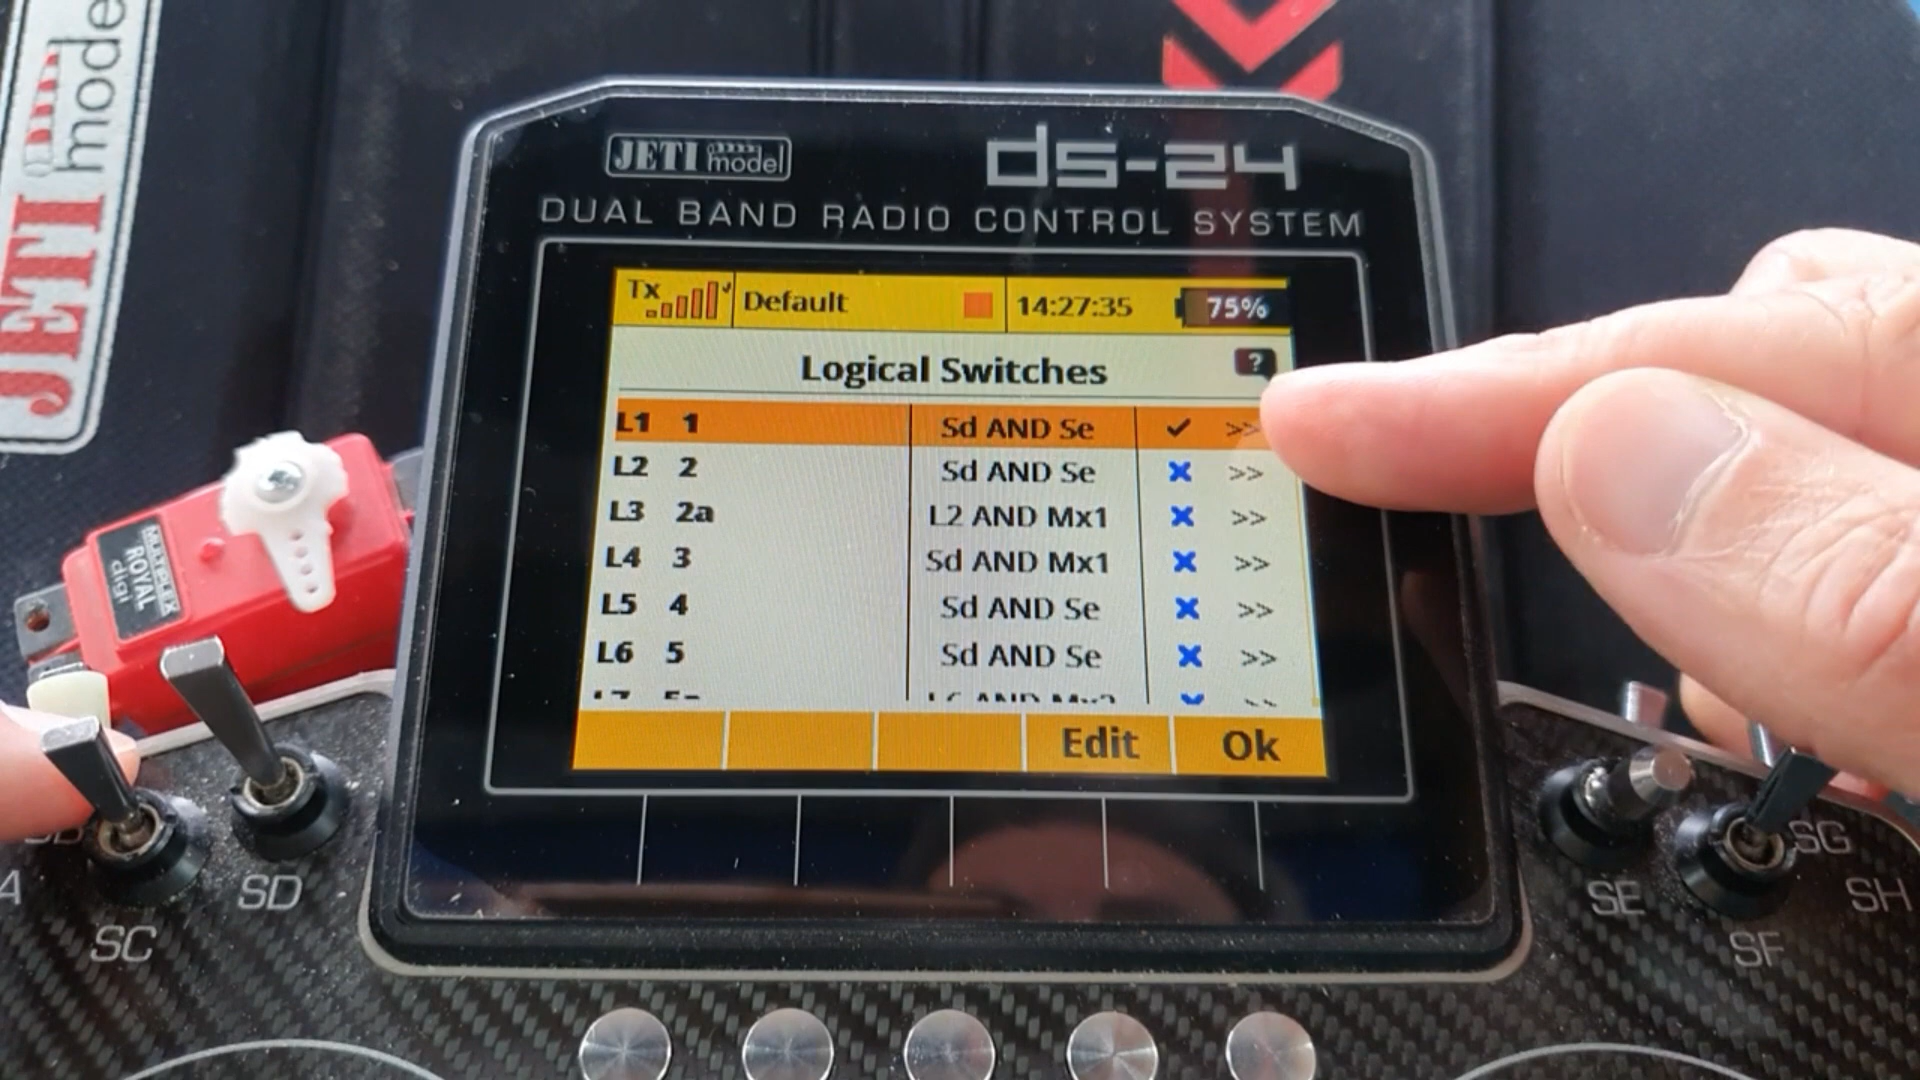 JETI model
JETI model
ds-24
DUAL BAND RADIO CONTROL SYSTEM
Tx Default 14:27:35 75%
Logical Switches ?
L1 1 Sd AND Se >>
L2 2 Sd AND Se >>
L3 2a L2 AND Mx1 >>
L4 3 Sd AND Mx1 >>
L5 4 Sd AND Se >>
L6 5 Sd AND Se >>
Edit Ok
MULTIPLEX
ROYAL
digi
SC
SD
SE
SF
SG
SH